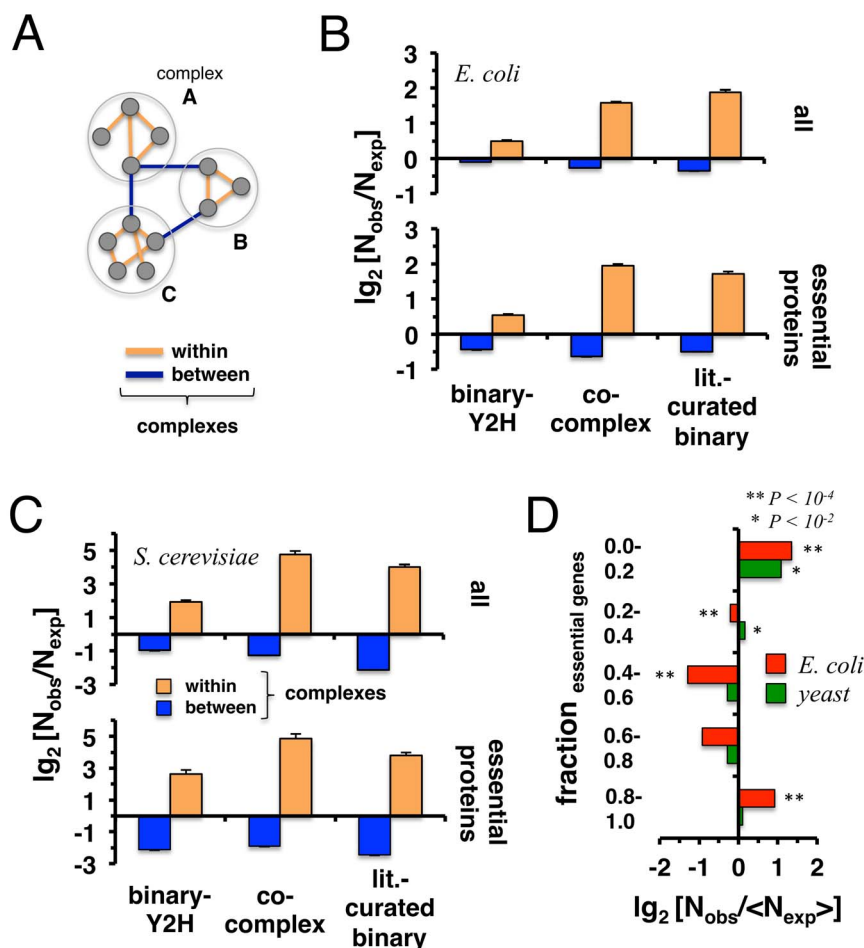 A
complex
A
B
C
within
between
complexes
B
E. coli
lg2 [Nobs/Nexp]
3
2
1
0
-1
all
3
2
1
0
-1
essential
proteins
binary-
Y2H
co-
complex
lit.-
curated
binary
C
S. cerevisiae
lg2 [Nobs/Nexp]
5
3
1
-1
-3
all
within
between
complexes
5
3
1
-1
-3
essential
proteins
binary-
Y2H
co-
complex
lit.-
curated
binary
D
** P < 10-4
* P < 10-2
fraction essential genes
0.0-
0.2
**
*
0.2-
0.4
**
*
0.4-
0.6
**
0.6-
0.8
0.8-
1.0
**
E. coli
yeast
-2 -1 0 1 2
lg2 [Nobs/<Nexp>]